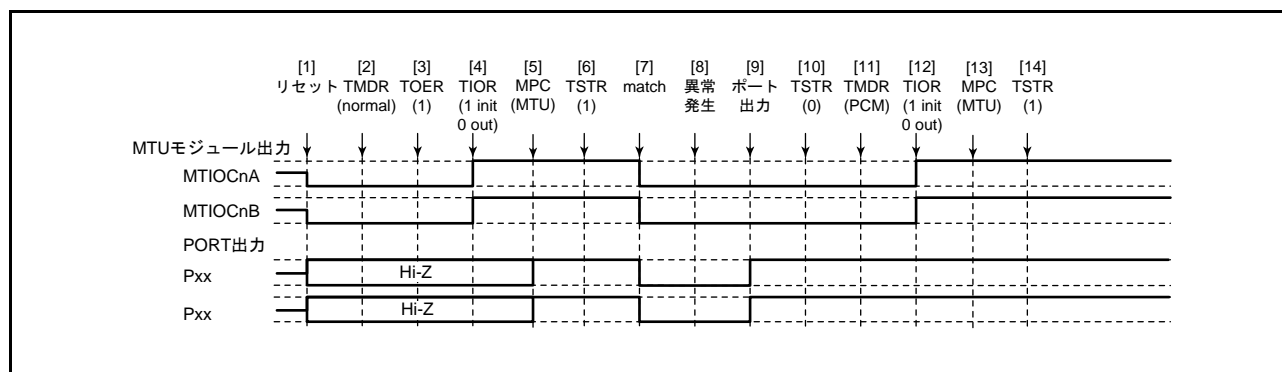 [1] [2] [3] [4] [5] [6] [7] [8] [9] [10] [11] [12] [13] [14]
リセット TMDR TOER TIOR MPC TSTR match 異常 ポート TSTR TMDR TIOR MPC TSTR
(normal) (1) (1 init (MTU) (1) 発生 出力 (0) (PCM) (1 init (MTU) (1)
0 out) 0 out)
MTUモジュール出力
MTIOCnA
MTIOCnB
PORT出力
Pxx Hi-Z
Pxx Hi-Z